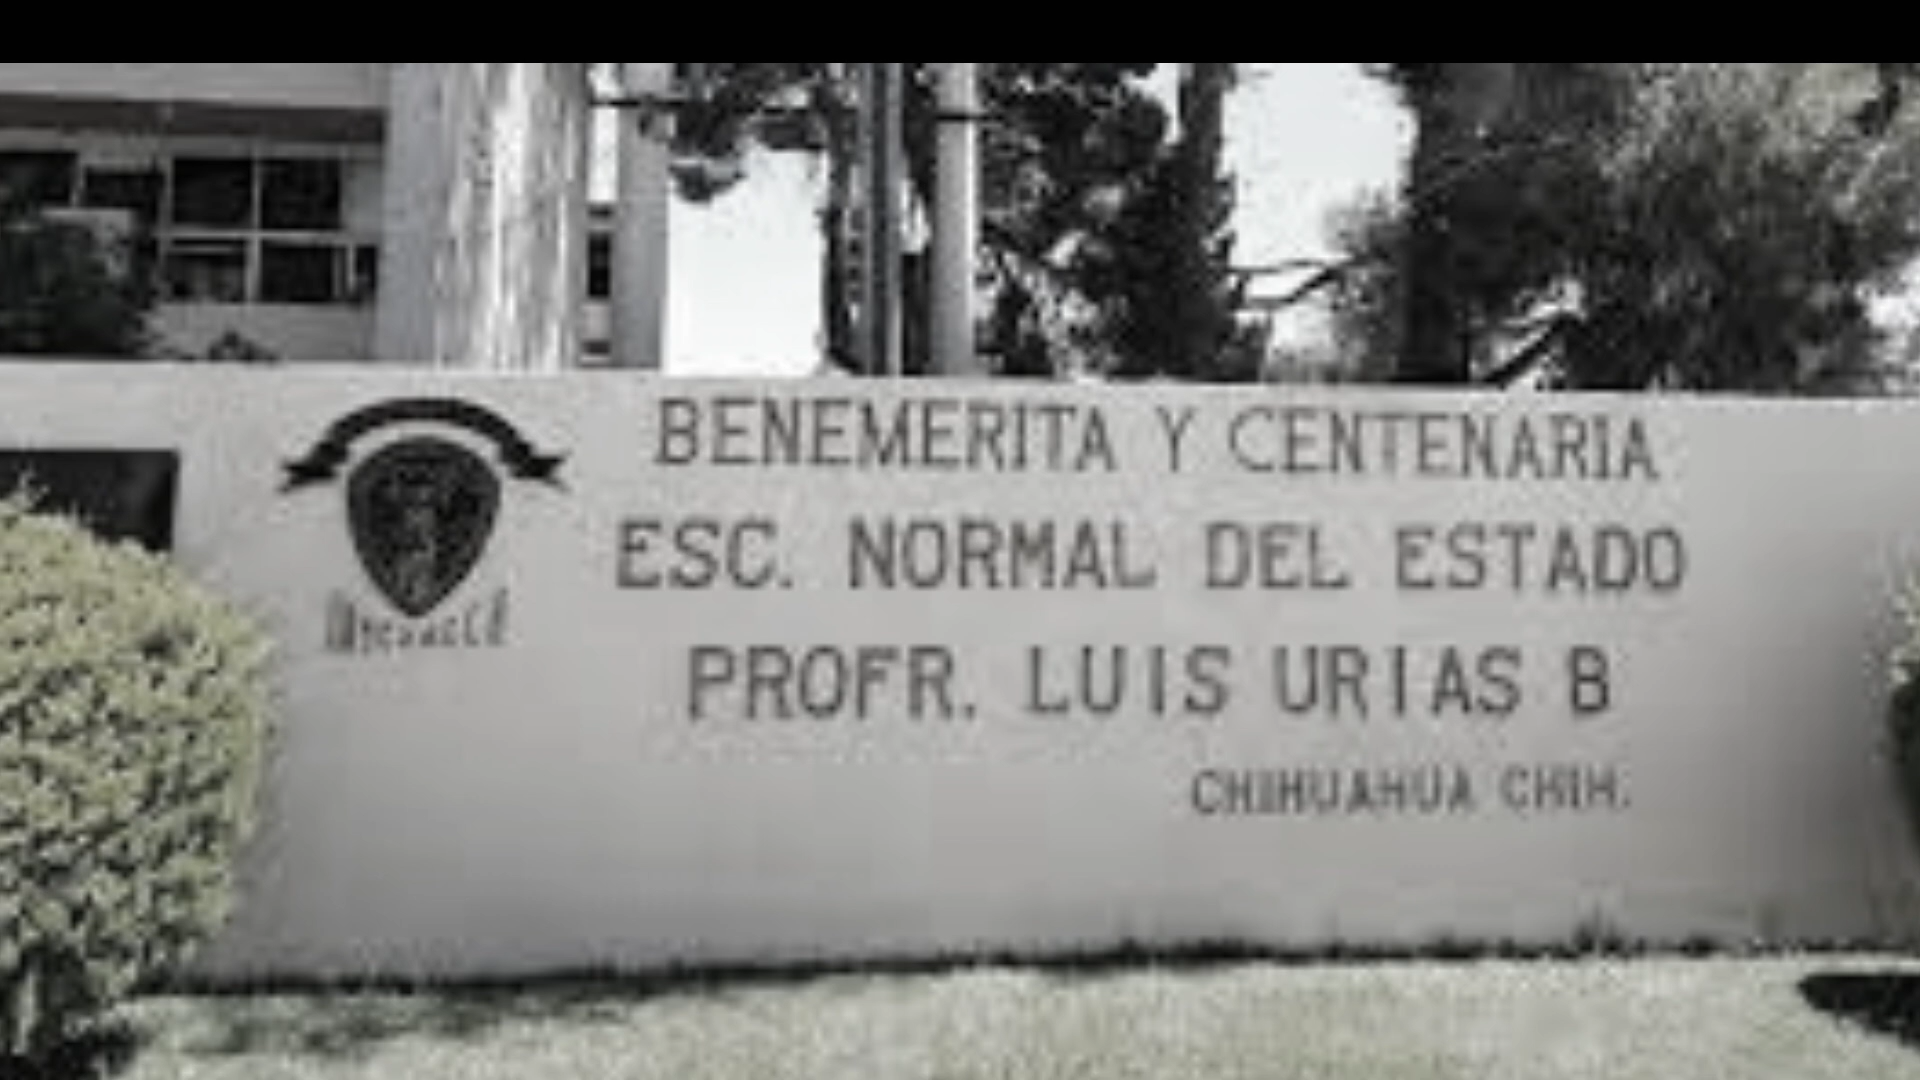 BENEMERITA Y CENTENARIA
ESC. NORMAL DEL ESTADO
PROFR. LUIS URIAS B
CHIHUAHUA CHIH.